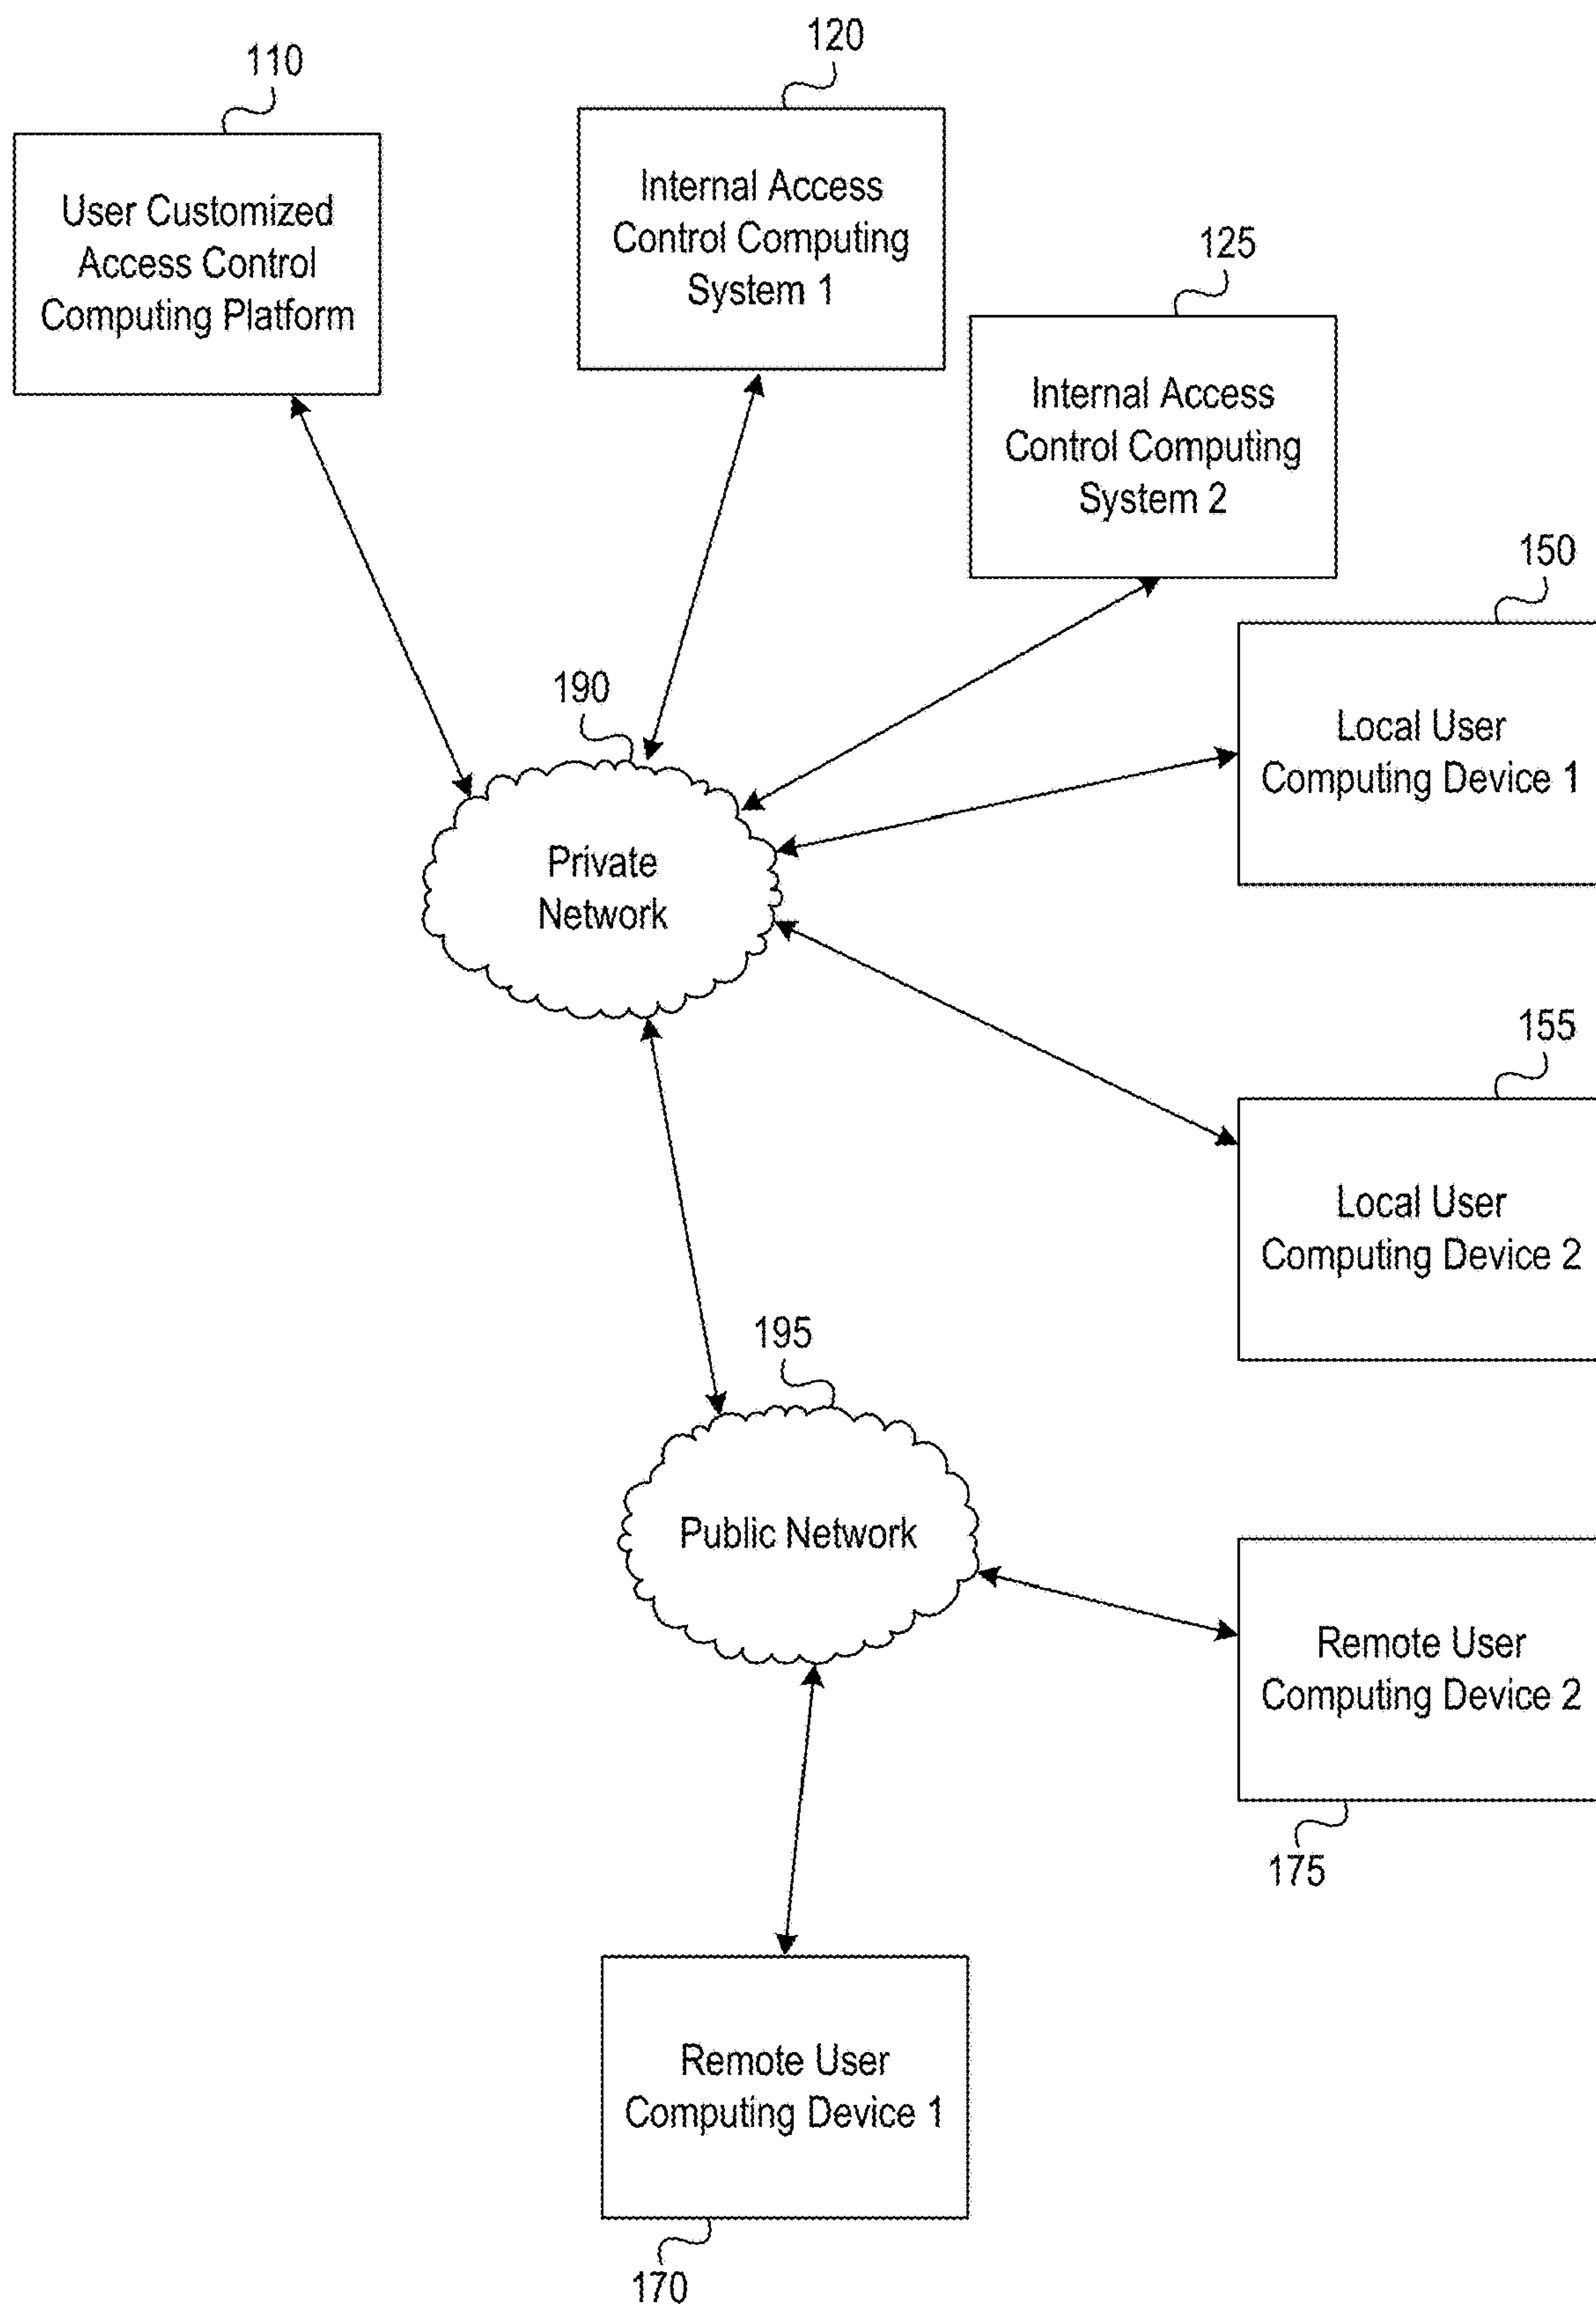 110
User Customized
Access Control
Computing Platform
120
Internal Access
Control Computing
System 1
125
Internal Access
Control Computing
System 2
150
Local User
Computing Device 1
190
Private
Network
155
Local User
Computing Device 2
195
Public Network
Remote User
Computing Device 2
175
Remote User
Computing Device 1
170